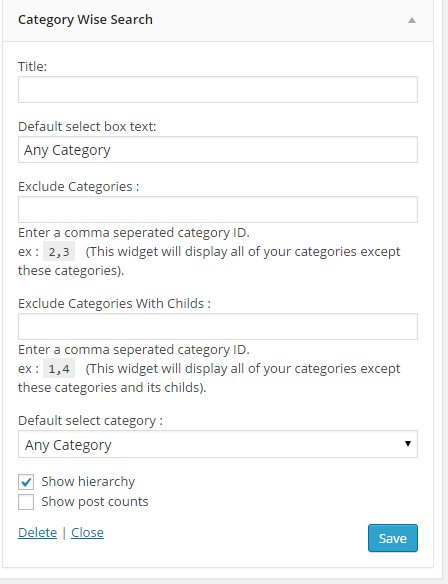 Category Wise Search
Title:
Default select box text:
Any Category
Exclude Categories :
Enter a comma seperated category ID.
ex : 2,3 (This widget will display all of your categories except
these categories).
Exclude Categories With Childs :
Enter a comma seperated category ID.
ex : 1,4 (This widget will display all of your categories except
these categories and its childs).
Default select category :
Any Category
Show hierarchy
Show post counts
Delete | Close
Save